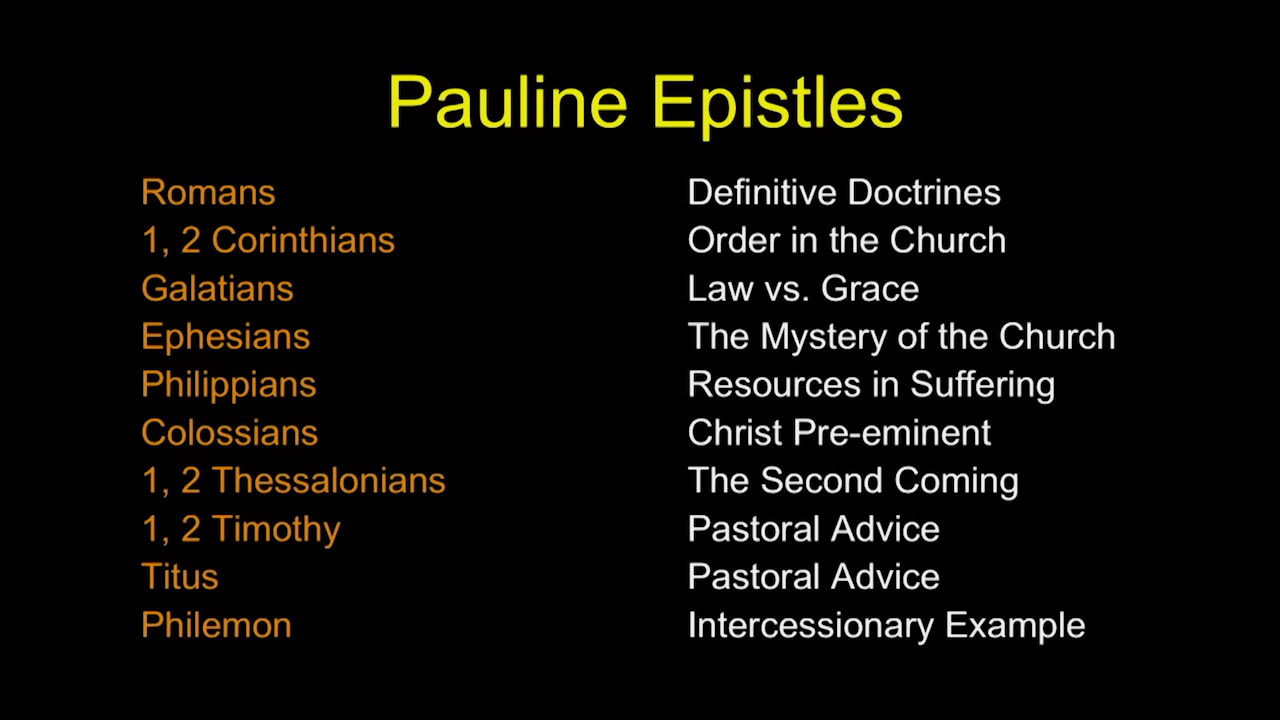 Pauline Epistles
Romans Definitive Doctrines
1, 2 Corinthians Order in the Church
Galatians Law vs. Grace
Ephesians The Mystery of the Church
Philippians Resources in Suffering
Colossians Christ Pre-eminent
1, 2 Thessalonians The Second Coming
1, 2 Timothy Pastoral Advice
Titus Pastoral Advice
Philemon Intercessionary Example